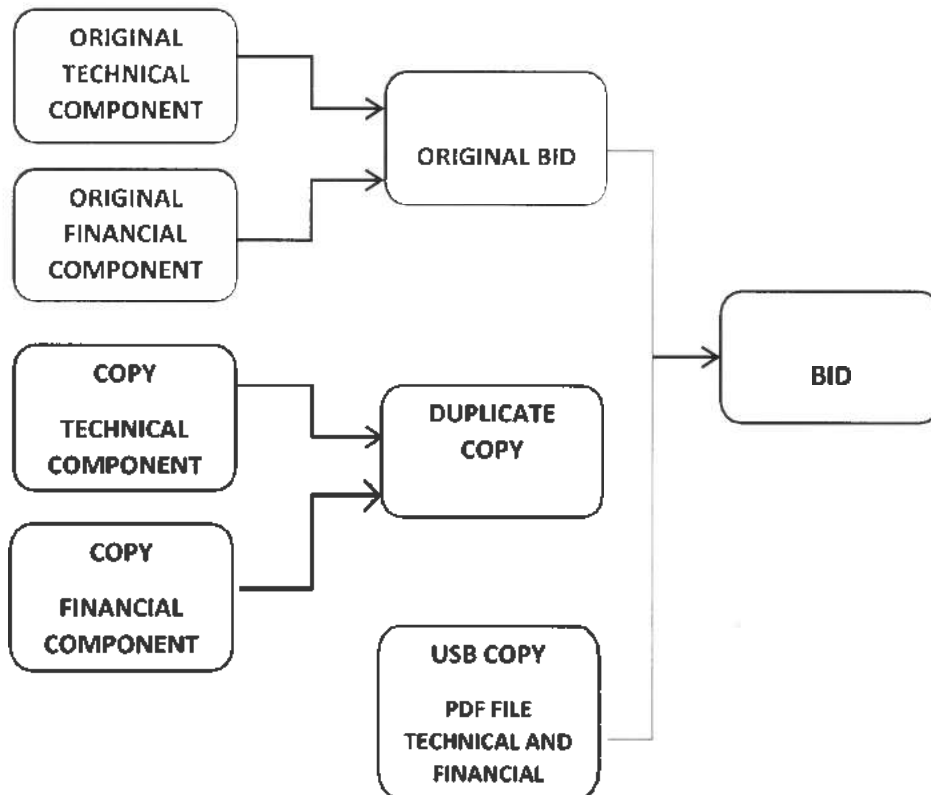 ORIGINAL
TECHNICAL
COMPONENT
ORIGINAL BID
ORIGINAL
FINANCIAL
COMPONENT
BID
COPY
TECHNICAL
COMPONENT
DUPLICATE
COPY
COPY
FINANCIAL
COMPONENT
USB COPY
PDF FILE
TECHNICAL AND
FINANCIAL